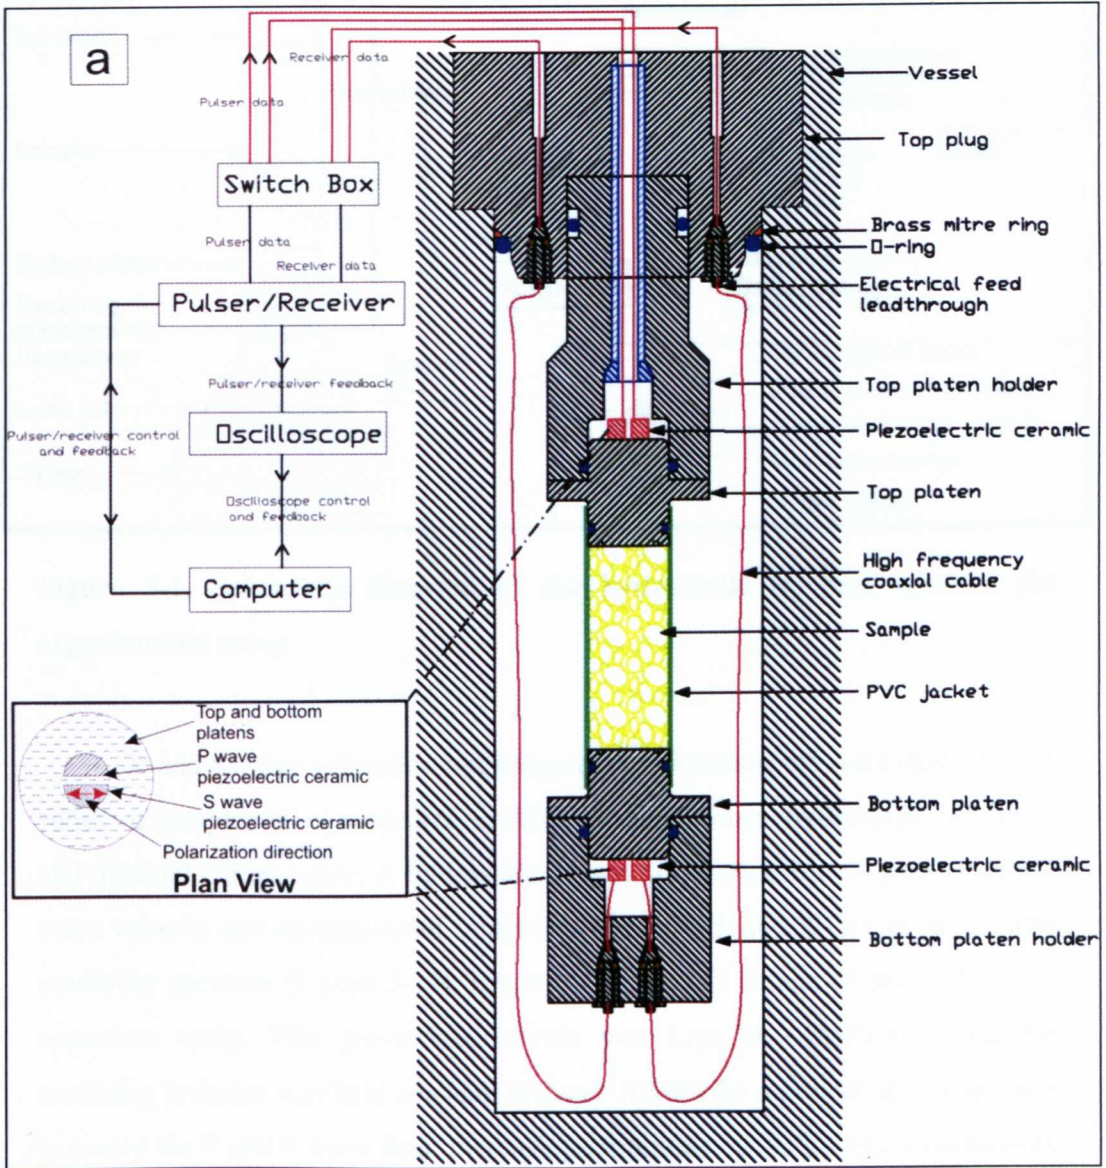 a
Receiver data
Pulser data
Switch Box
Pulser data
Receiver data
Pulser/Receiver
Pulser/receiver feedback
Oscilloscope
Pulser/receiver control
and feedback
Oscilloscope control
and feedback
Computer
Vessel
Top plug
Brass mitre ring
O-ring
Electrical feed
leadthrough
Top platen holder
Piezoelectric ceramic
Top platen
High frequency
coaxial cable
Sample
PVC jacket
Bottom platen
Piezoelectric ceramic
Bottom platen holder
Top and bottom
platens
P wave
piezoelectric ceramic
S wave
piezoelectric ceramic
Polarization direction
Plan View